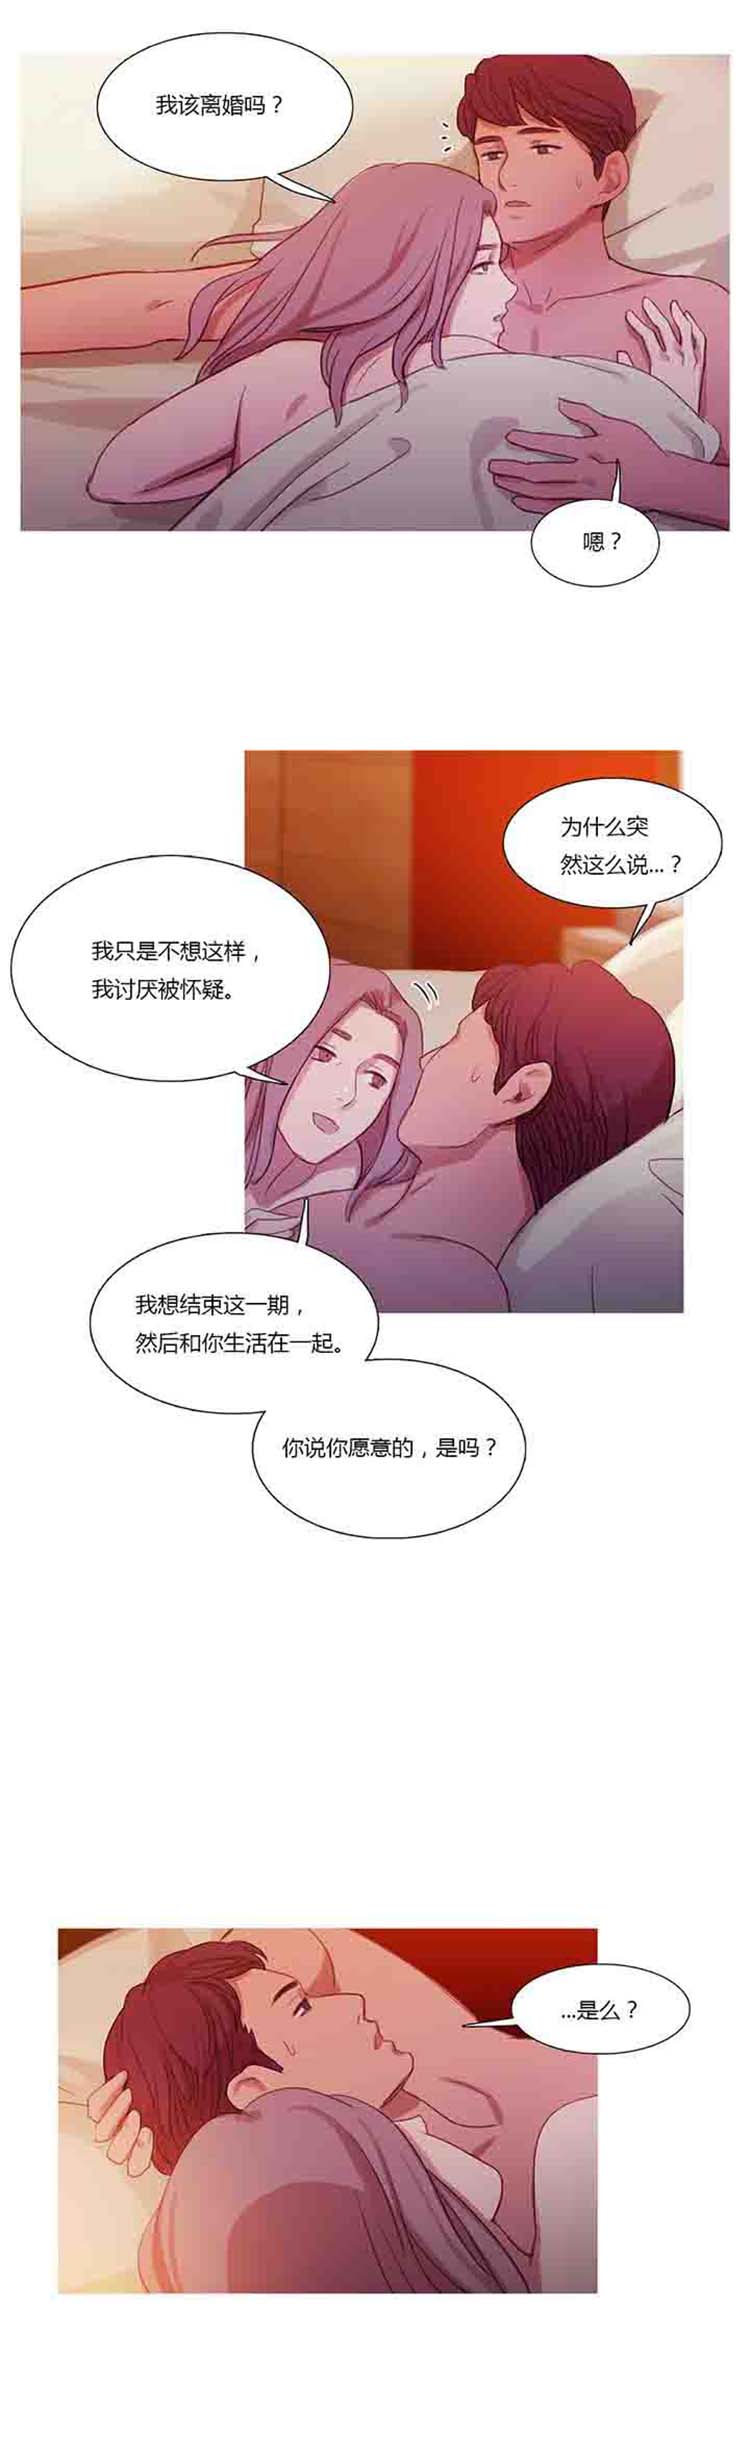 我该离婚吗？
嗯？
为什么突
然这么说...？
我只是不想这样，
我讨厌被怀疑。
我想结束这一期，
然后和你生活在一起。
你说你愿意的，是吗？
...是么？